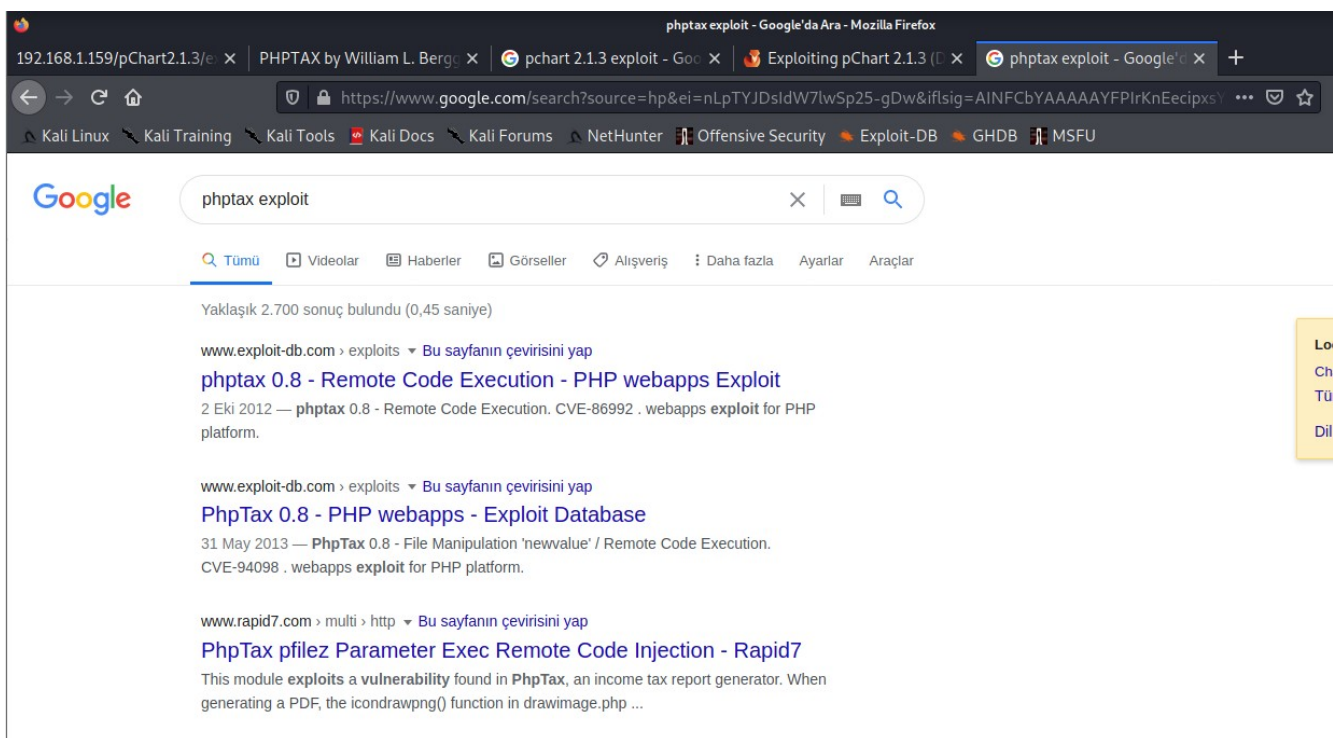 phptax exploit - Google'da Ara - Mozilla Firefox
192.168.1.159/pChart2.1.3/e
PHPTAX by William L. Bergg
pchart 2.1.3 exploit - Goo
Exploiting pChart 2.1.3 (D
phptax exploit - Google'd
https://www.google.com/search?source=hp&ei=nLpTYJDsIdW7lwSp25-gDw&iflsig=AINFCbYAAAAAYFPIrKnEecipxsY
Kali Linux Kali Training Kali Tools Kali Docs Kali Forums NetHunter Offensive Security Exploit-DB GHDB MSFU
Google
phptax exploit
Tümü Videolar Haberler Görseller Alışveriş Daha fazla Ayarlar Araçlar
Yaklaşık 2.700 sonuç bulundu (0,45 saniye)
www.exploit-db.com › exploits ▾ Bu sayfanın çevirisini yap
phptax 0.8 - Remote Code Execution - PHP webapps Exploit
2 Eki 2012 — phptax 0.8 - Remote Code Execution. CVE-86992 . webapps exploit for PHP
platform.
www.exploit-db.com › exploits ▾ Bu sayfanın çevirisini yap
PhpTax 0.8 - PHP webapps - Exploit Database
31 May 2013 — PhpTax 0.8 - File Manipulation 'newvalue' / Remote Code Execution.
CVE-94098 . webapps exploit for PHP platform.
www.rapid7.com › multi › http ▾ Bu sayfanın çevirisini yap
PhpTax pfilez Parameter Exec Remote Code Injection - Rapid7
This module exploits a vulnerability found in PhpTax, an income tax report generator. When
generating a PDF, the icondrawpng() function in drawimage.php ...
Ch
Dil